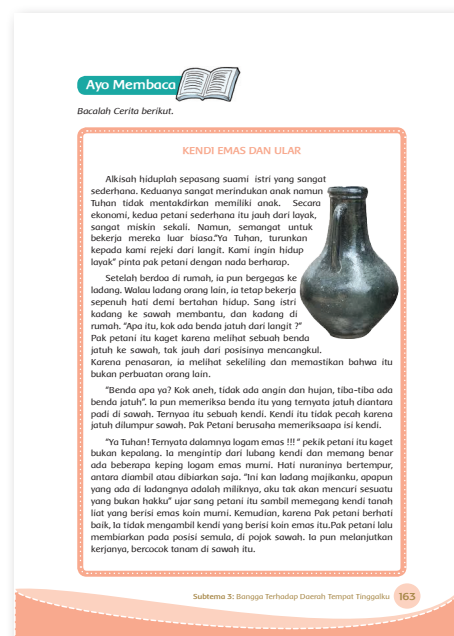 Ayo Membaca
Bacalah Cerita berikut.
KENDI EMAS DAN ULAR
Alkisah hiduplah sepasang suami istri yang sangat
sederhana. Keduanya sangat merindukan anak namun
Tuhan tidak mentakdirkan memiliki anak. Secara
ekonomi, kedua petani sederhana itu jauh dari layak,
sangat miskin sekali. Namun, semangat untuk
bekerja mereka luar biasa."Ya Tuhan, turunkan
kepada kami rejeki dari langit. Kami ingin hidup
layak" pinta pak petani dengan nada berharap.
Setelah berdoa di rumah, ia pun bergegas ke
ladang. Walau ladang orang lain, ia tetap bekerja
sepenuh hati demi bertahan hidup. Sang istri
kadang ke sawah membantu, dan kadang di
rumah. "Apa itu, kok ada benda jatuh dari langit ?"
Pak petani itu kaget karena melihat sebuah benda
jatuh ke sawah, tak jauh dari posisinya mencangkul.
Karena penasaran, ia melihat sekeliling dan memastikan bahwa itu
bukan perbuatan orang lain.
"Benda apa ya? Kok aneh, tidak ada angin dan hujan, tiba-tiba ada
benda jatuh". Ia pun memeriksa benda itu yang ternyata jatuh diantara
padi di sawah. Ternyaa itu sebuah kendi. Kendi itu tidak pecah karena
jatuh dilumpur sawah. Pak Petani berusaha memeriksaapa isi kendi.
"Ya Tuhan! Ternyata dalamnya logam emas !!! " pekik petani itu kaget
bukan kepalang. Ia mengintip dari lubang kendi dan memang benar
ada beberapa keping logam emas murni. Hati nuraninya bertempur,
antara diambil atau dibiarkan saja. "Ini kan ladang majikanku, apapun
yang ada di ladangnya adalah miliknya, aku tak akan mencuri sesuatu
yang bukan hakku" ujar sang petani itu sambil memegang kendi tanah
liat yang berisi emas koin murni. Kemudian, karena Pak petani berhati
baik, Ia tidak mengambil kendi yang berisi koin emas itu.Pak petani lalu
membiarkan pada posisi semula, di pojok sawah. Ia pun melanjutkan
kerjanya, bercocok tanam di sawah itu.
Subtema 3: Bangga Terhadap Daerah Tempat Tinggalku 163